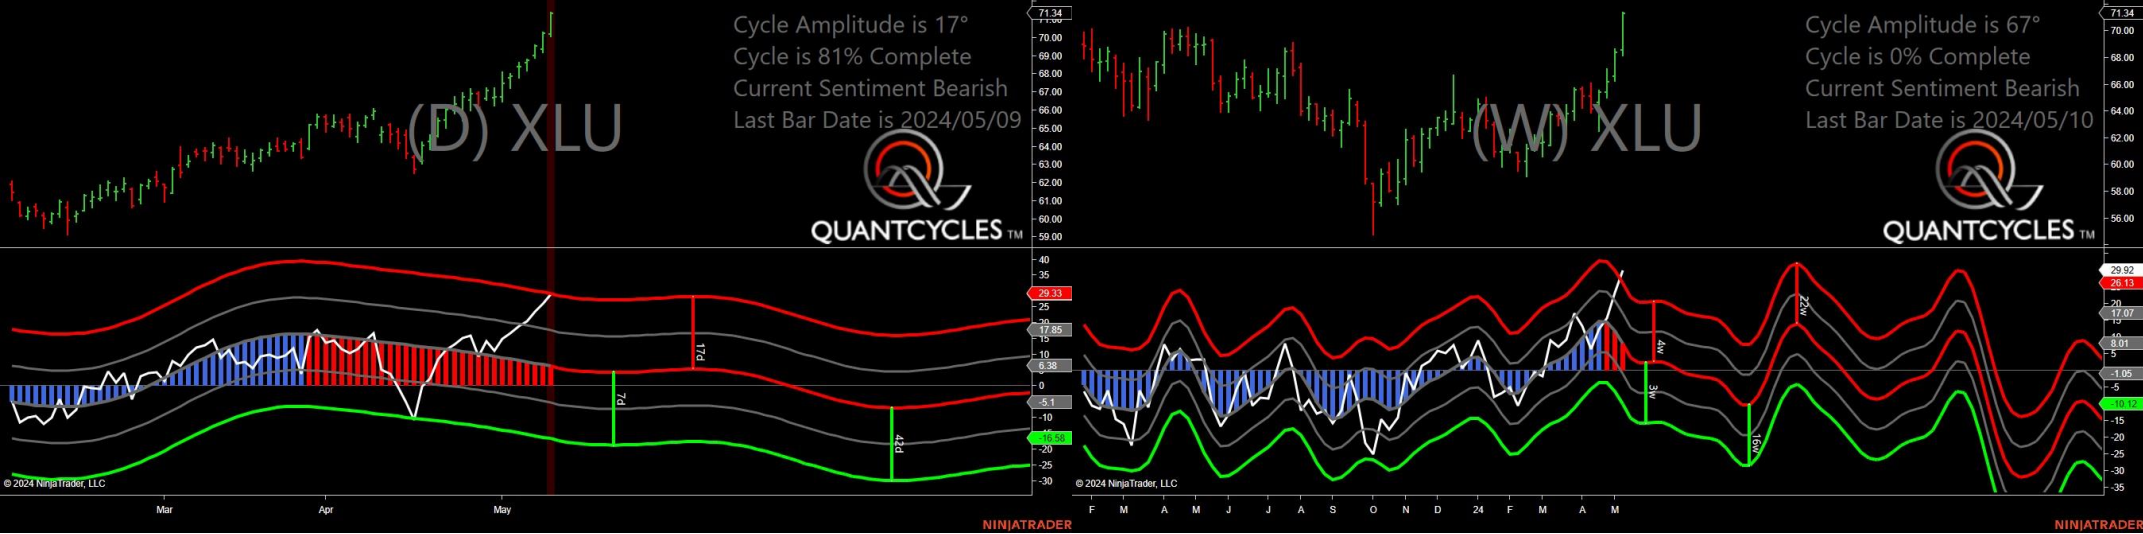 Cycle Amplitude is 17°
Cycle is 81% Complete
Current Sentiment Bearish
Last Bar Date is 2024/05/09
(D) XLU
QUANTCYCLES TM
71.34
70.00
69.00
68.00
67.00
66.00
65.00
64.00
63.00
62.00
61.00
60.00
59.00
40
35
29.33
25
17.85
15
10
6.38
0
-5.1
-10
-16.58
-20
-25
-30
17d
7d
42d
© 2024 NinjaTrader, LLC
Mar Apr May
NINJATRADER
Cycle Amplitude is 67°
Cycle is 0% Complete
Current Sentiment Bearish
Last Bar Date is 2024/05/10
(W) XLU
QUANTCYCLES TM
71.34
70.00
68.00
66.00
64.00
62.00
60.00
58.00
56.00
29.92
26.13
20
17.07
8.01
5
-1.05
-5
-10.12
-15
-20
-25
-30
-35
4w
3w
22w
16w
© 2024 NinjaTrader, LLC
F M A M J J A S O N D 24 F M A M
NINJATRADER